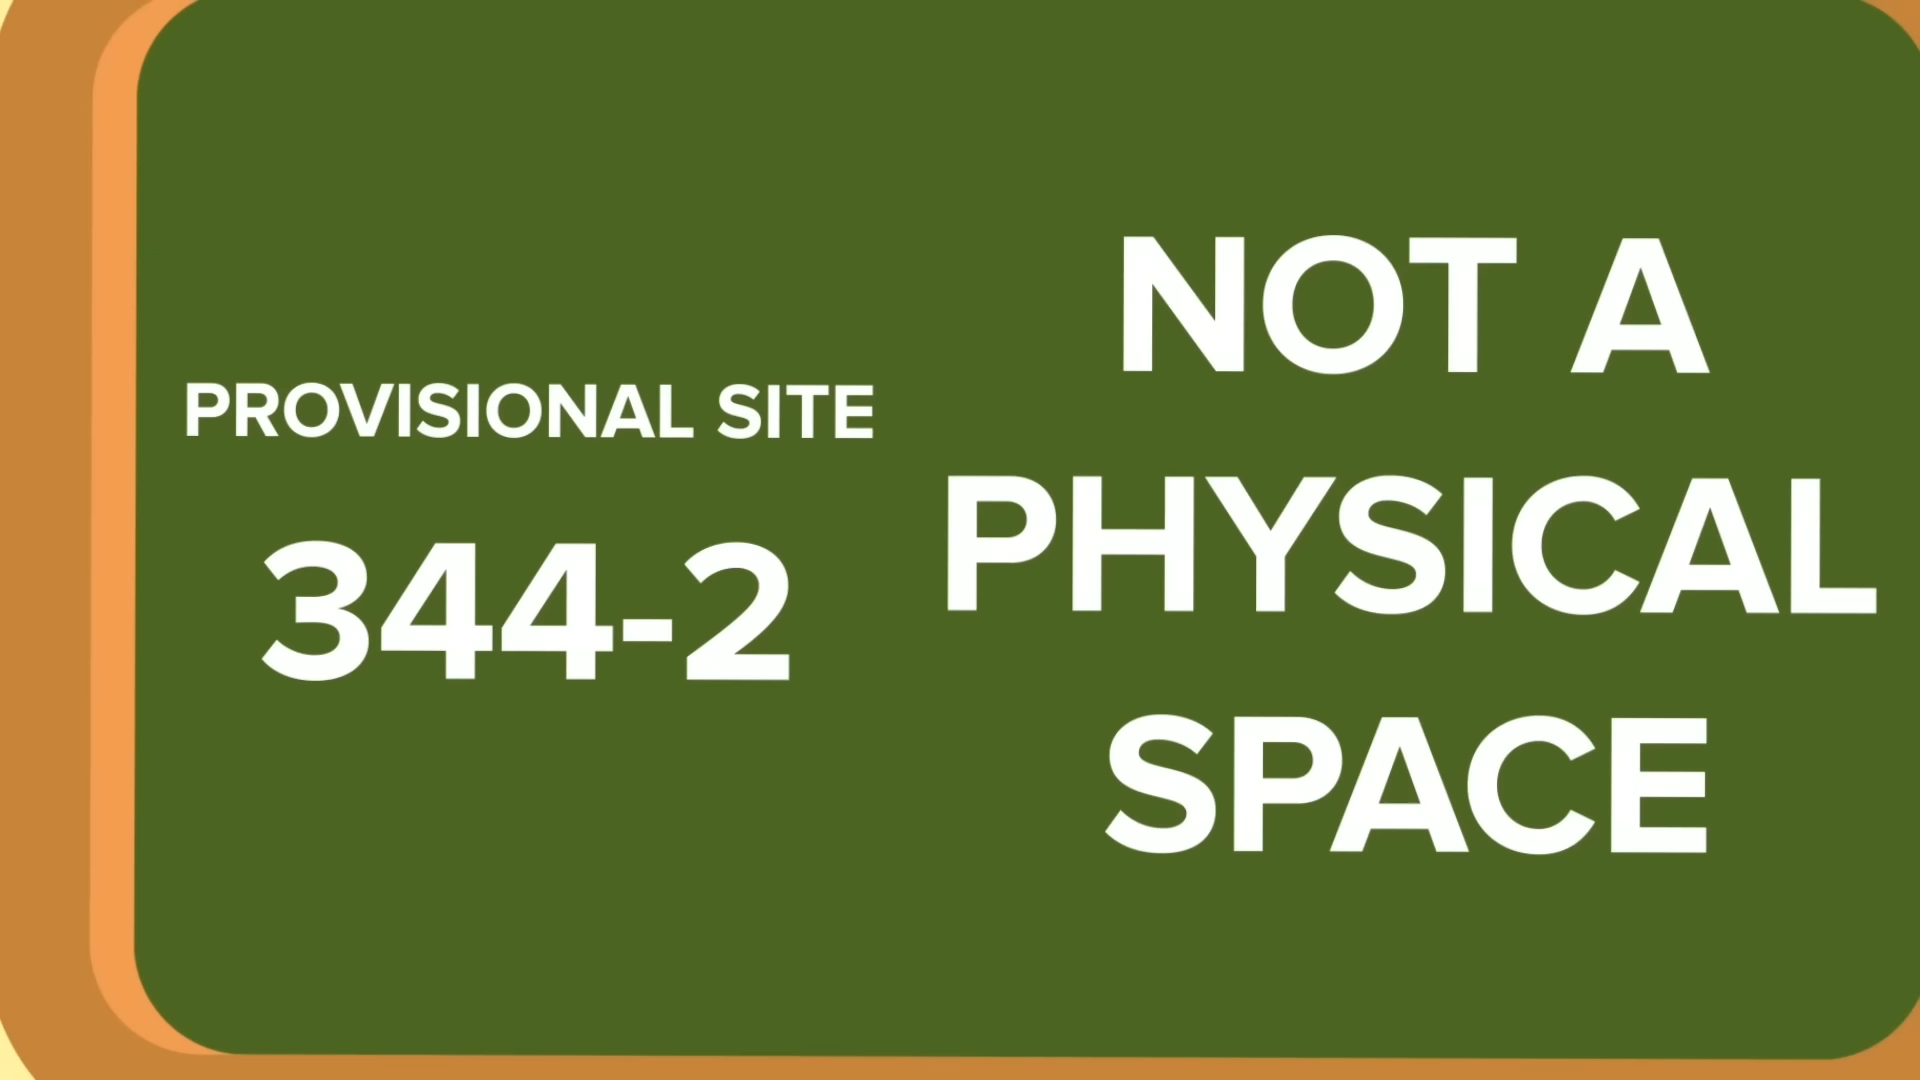 PROVISIONAL SITE
344-2
NOT A
PHYSICAL
SPACE